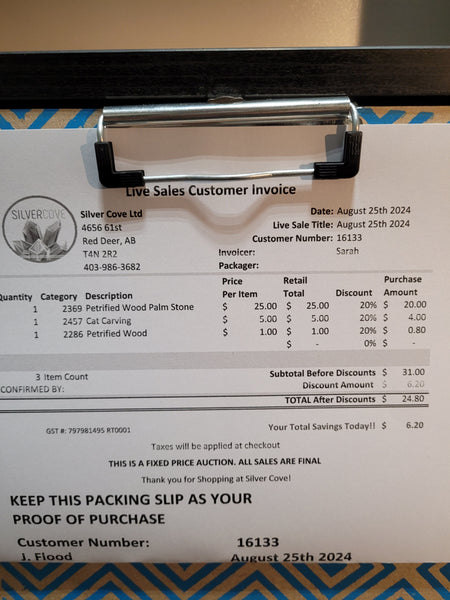 Live Sales Customer Invoice
SILVERCOVE
Silver Cove Ltd
4656 61st
Red Deer, AB
T4N 2R2
403-986-3682
Date: August 25th 2024
Live Sale Title: August 25th 2024
Customer Number: 16133
Invoicer: Sarah
Packager:
Quantity Category Description Price Per Item Retail Total Discount Purchase Amount
1 2369 Petrified Wood Palm Stone $ 25.00 $ 25.00 20% $ 20.00
1 2457 Cat Carving $ 5.00 $ 5.00 20% $ 4.00
1 2286 Petrified Wood $ 1.00 $ 1.00 20% $ 0.80
$ - 0% $ -
3 Item Count
Subtotal Before Discounts $ 31.00
CONFIRMED BY:
Discount Amount $ 6.20
TOTAL After Discounts $ 24.80
GST #: 797981495 RT0001
Your Total Savings Today!! $ 6.20
Taxes will be applied at checkout
THIS IS A FIXED PRICE AUCTION. ALL SALES ARE FINAL
Thank you for Shopping at Silver Cove!
KEEP THIS PACKING SLIP AS YOUR
PROOF OF PURCHASE
Customer Number: 16133
J. Flood August 25th 2024